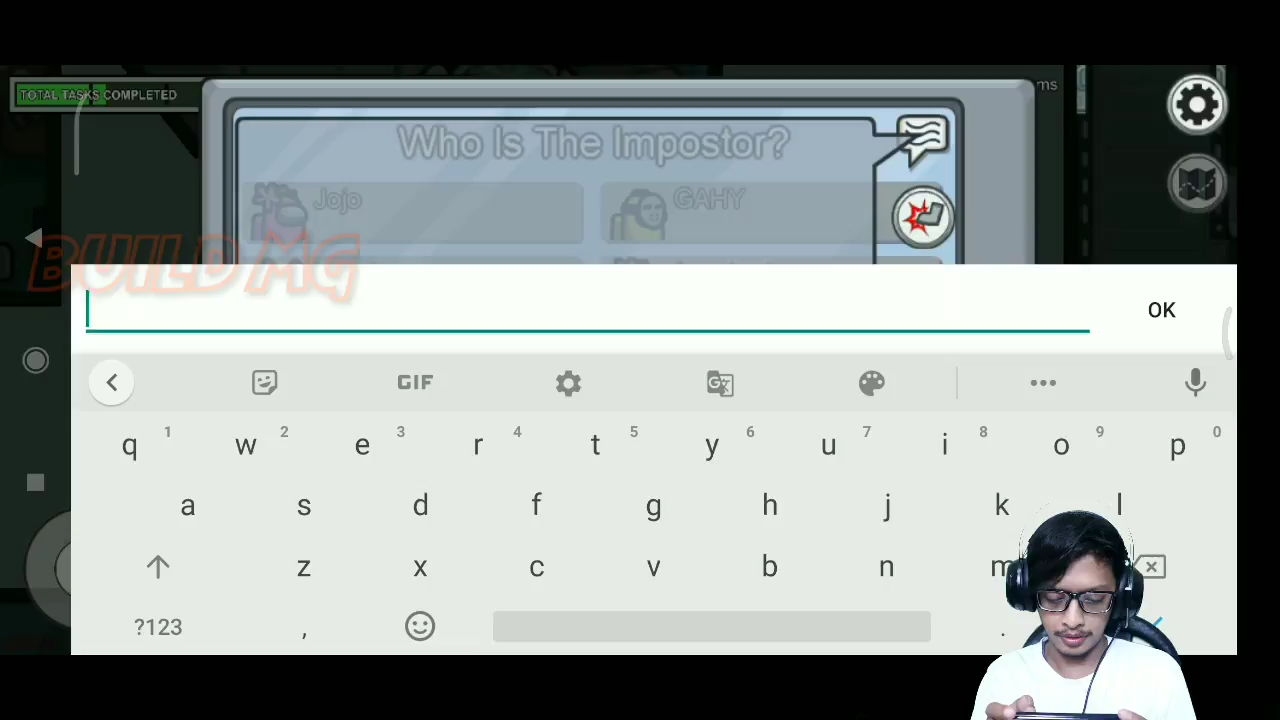 TOTAL TASKS COMPLETED
ms
Who Is The Impostor?
Jojo
GAHY
BUILD MG
OK
GIF
q 1 w 2 e 3 r 4 t 5 y 6 u 7 i 8 o 9 p 0
a s d f g h j k l
z x c v b n m
?123 , .